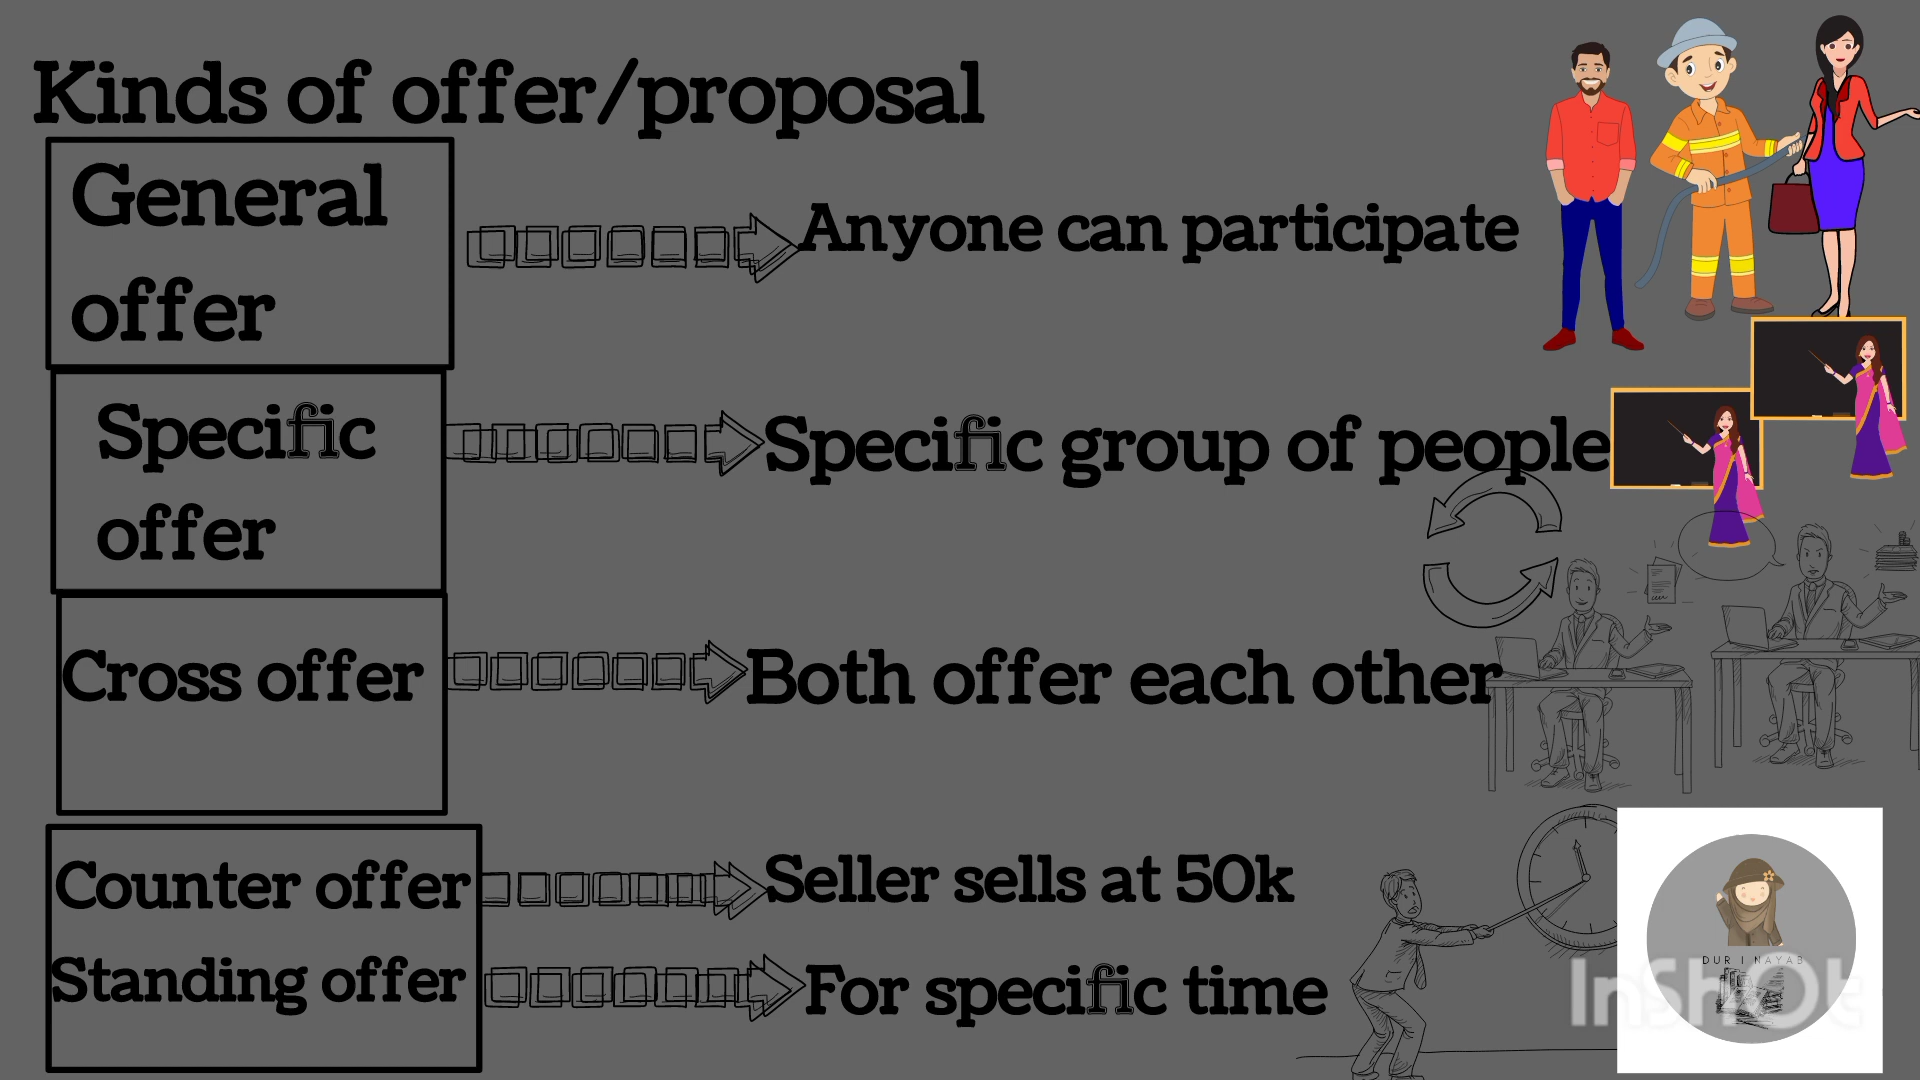 Kinds of offer/proposal
General
offer
Anyone can participate
Specific
offer
Specific group of people
Cross offer
Both offer each other
Counter offer
Seller sells at 50k
Standing offer
For specific time
DUR I NAYAB
InShOt